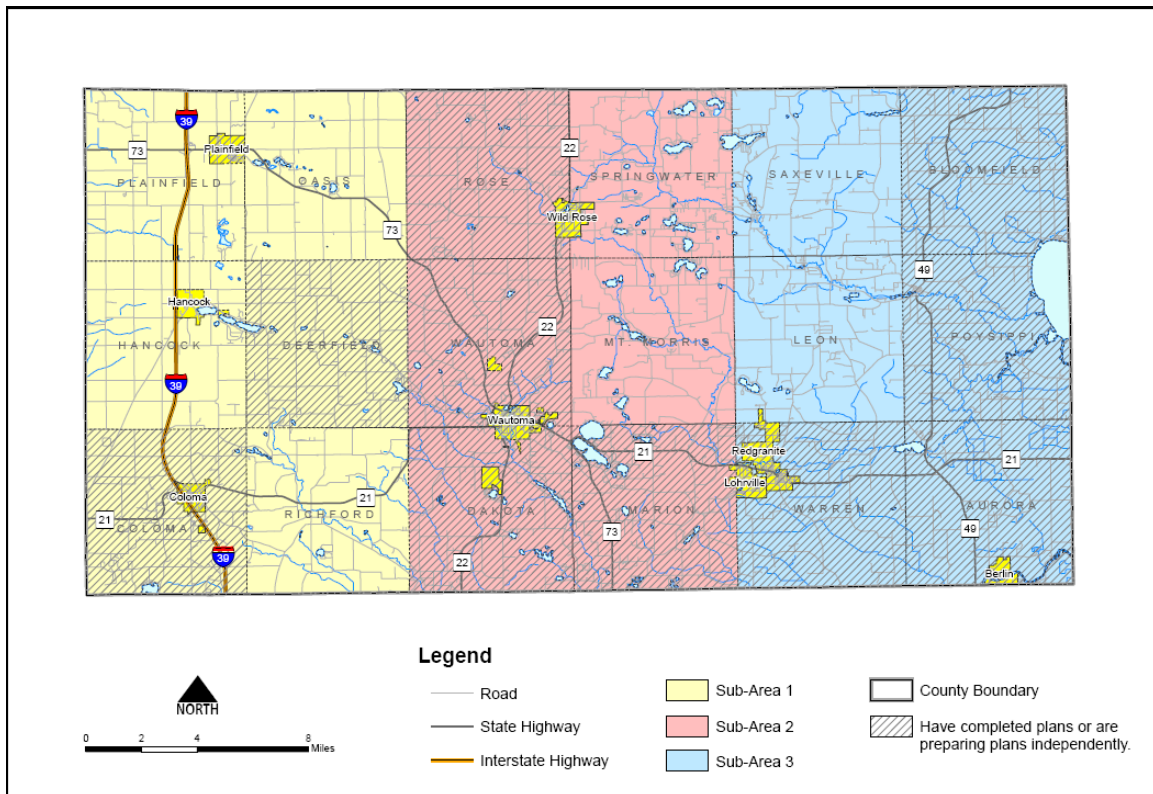 39
73
Plainfield
22
PLAINFIELD
OASIS
ROSE
SPRINGWATER
SAXEVILLE
BLOOMFIELD
Wild Rose
73
49
Hancock
22
HANCOCK
DEERFIELD
WAUTOMA
MT MORRIS
LEON
POYSIPPI
39
Wautoma
21
Redgranite
21
Lohrville
Coloma
21
21
COLOMA
RICHFORD
DAKOTA
MARION
WARREN
AURORA
73
49
39
22
Berlin
Legend
Road
State Highway
Interstate Highway
Sub-Area 1
Sub-Area 2
Sub-Area 3
County Boundary
Have completed plans or are
preparing plans independently.
NORTH
0 2 4 8
Miles